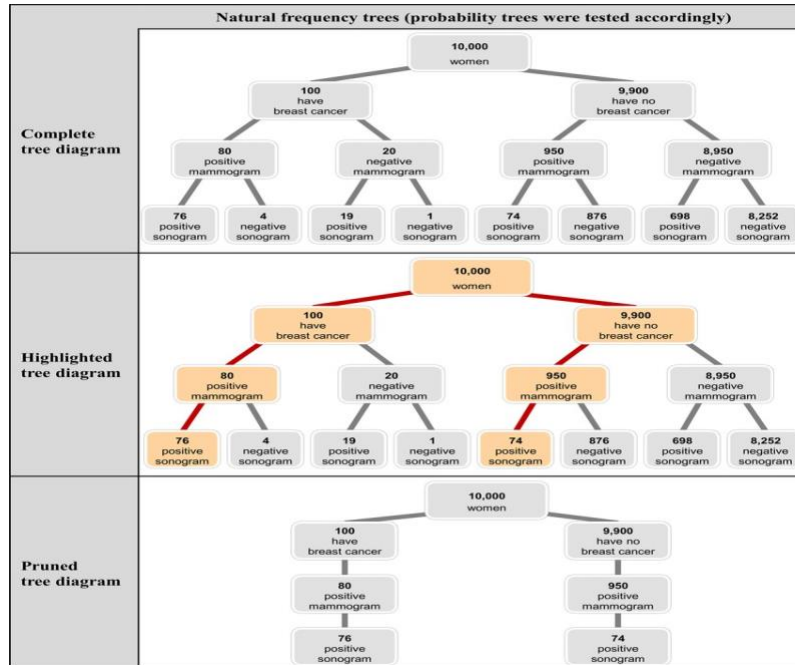 Natural frequency trees (probability trees were tested accordingly)
Complete
tree diagram
10,000
women
100
have
breast cancer
9,900
have no
breast cancer
80
positive
mammogram
20
negative
mammogram
950
positive
mammogram
8,950
negative
mammogram
76
positive
sonogram
4
negative
sonogram
19
positive
sonogram
1
negative
sonogram
74
positive
sonogram
876
negative
sonogram
698
positive
sonogram
8,252
negative
sonogram
Highlighted
tree diagram
10,000
women
100
have
breast cancer
9,900
have no
breast cancer
80
positive
mammogram
20
negative
mammogram
950
positive
mammogram
8,950
negative
mammogram
76
positive
sonogram
4
negative
sonogram
19
positive
sonogram
1
negative
sonogram
74
positive
sonogram
876
negative
sonogram
698
positive
sonogram
8,252
negative
sonogram
Pruned
tree diagram
10,000
women
100
have
breast cancer
9,900
have no
breast cancer
80
positive
mammogram
950
positive
mammogram
76
positive
sonogram
74
positive
sonogram